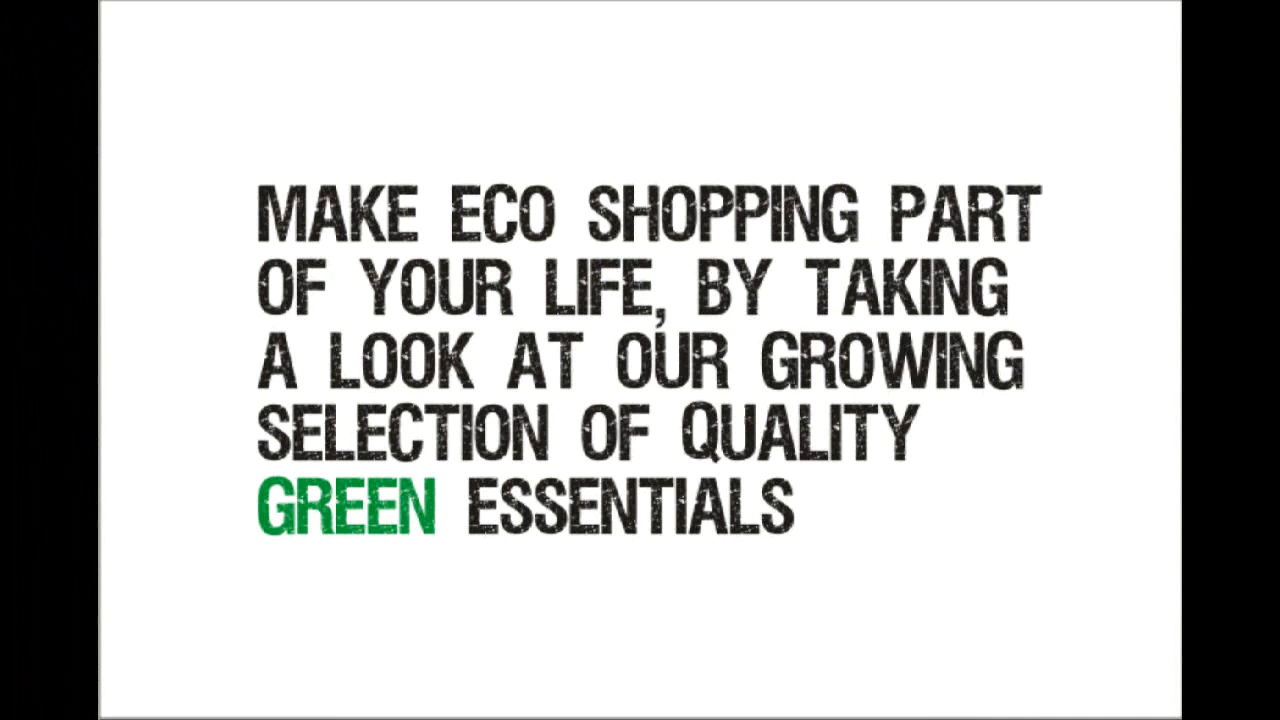 MAKE ECO SHOPPING PART
OF YOUR LIFE, BY TAKING
A LOOK AT OUR GROWING
SELECTION OF QUALITY
GREEN ESSENTIALS